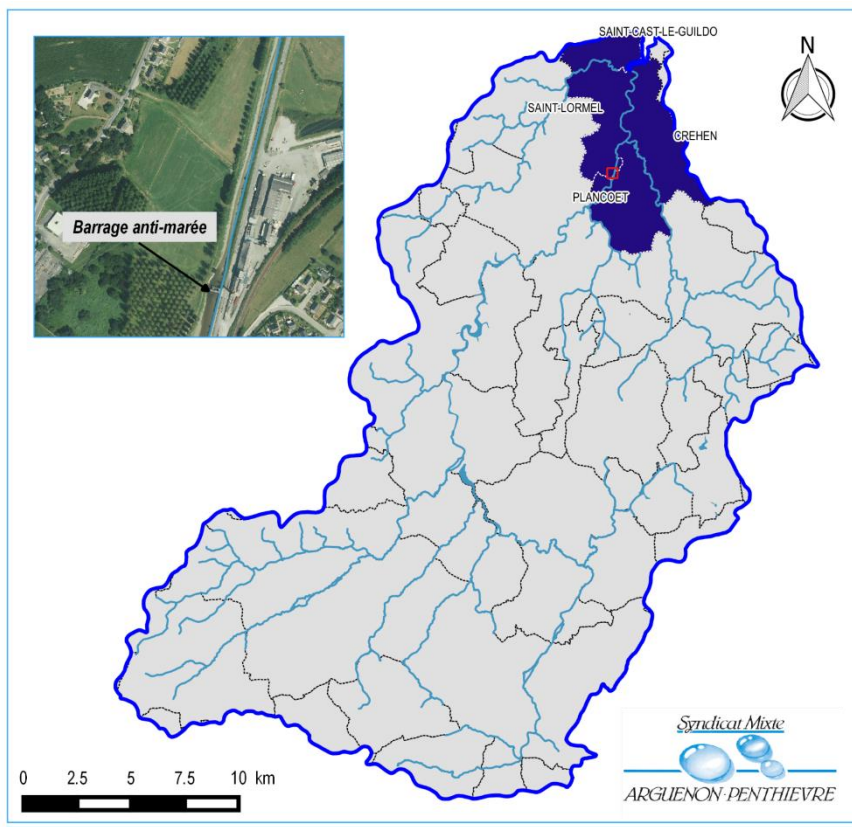 SAINT-CAST-LE-GUILDO
N
SAINT-LORMEL
CREHEN
PLANCOET
Barrage anti-marée
Syndicat Mixte
ARGUENON-PENTHIEVRE
0 2.5 5 7.5 10 km